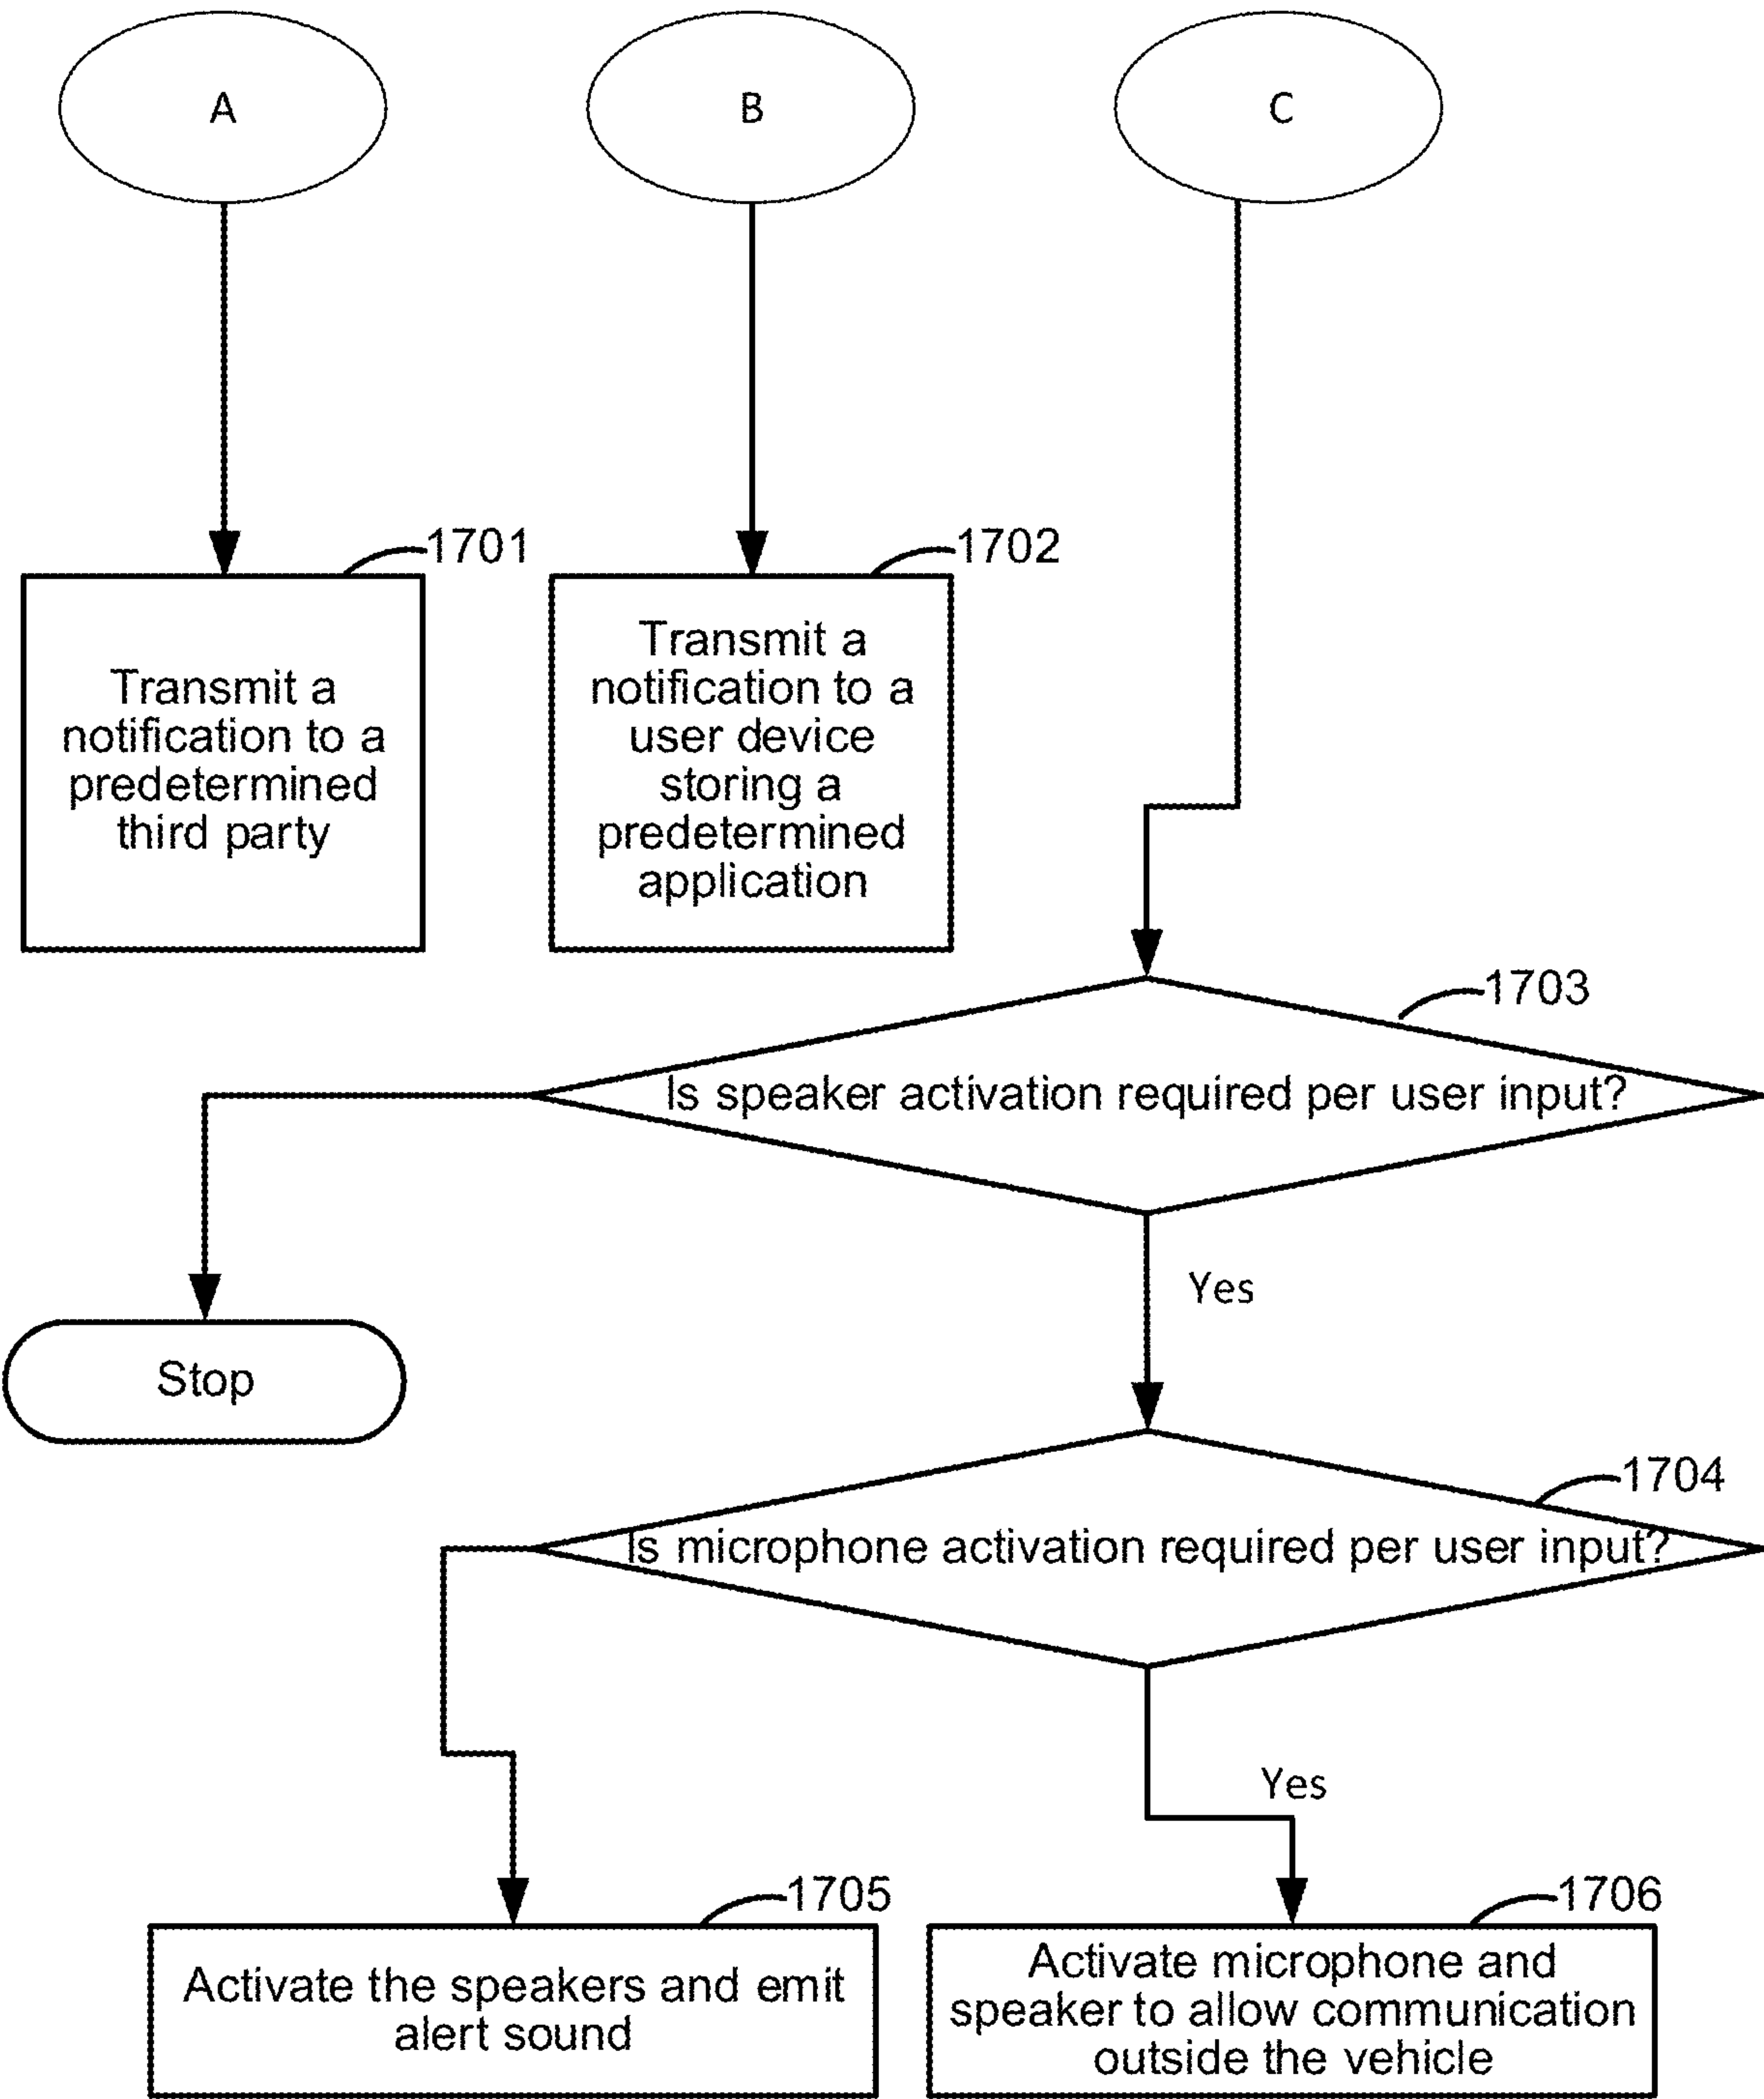 A
B
C
1701
1702
Transmit a
notification to a
predetermined
third party
Transmit a
notification to a
user device
storing a
predetermined
application
1703
Is speaker activation required per user input?
Yes
Stop
1704
Is microphone activation required per user input?
Yes
1705
1706
Activate the speakers and emit
alert sound
Activate microphone and
speaker to allow communication
outside the vehicle